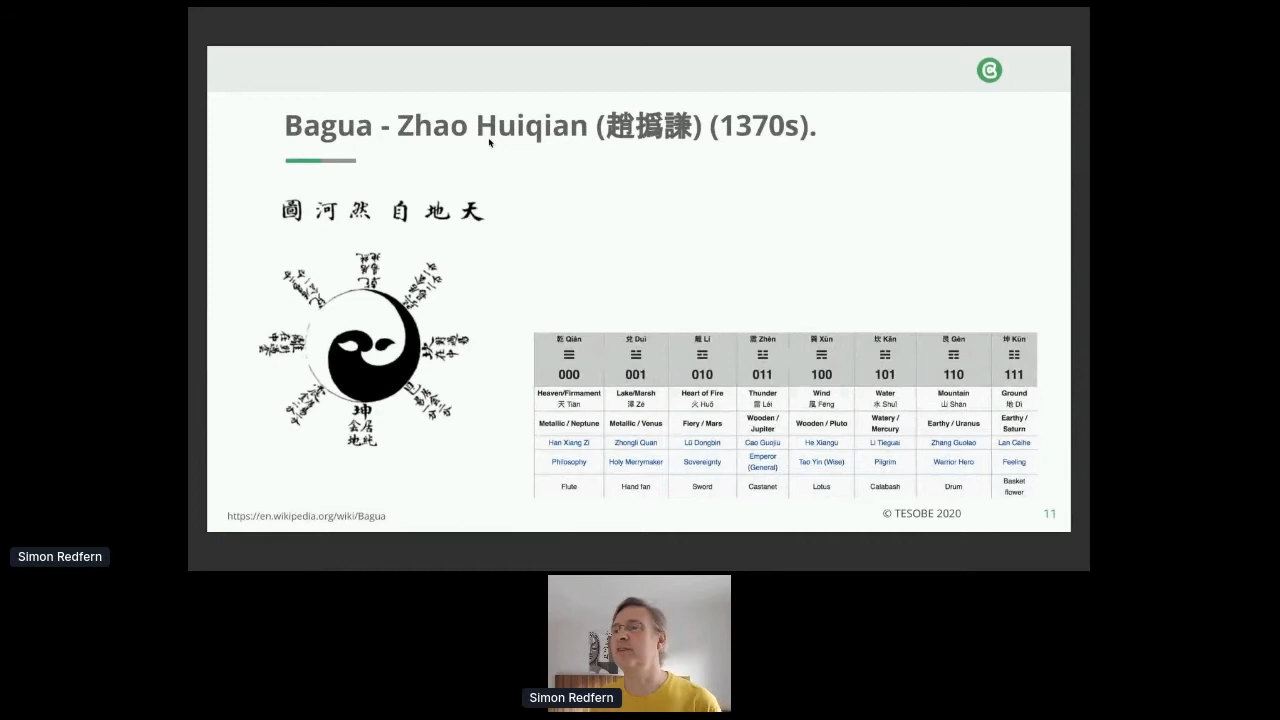 Bagua - Zhao Huiqian (趙撝謙) (1370s).
圖 河 然 自 地 天
坤
居
會
純
地
坎
乾 Qián 兌 Duì 離 Lí 震 Zhèn 巽 Xùn 坎 Kǎn 艮 Gèn 坤 Kūn
☰ ☱ ☲ ☳ ☴ ☵ ☶ ☷
000 001 010 011 100 101 110 111
Heaven/Firmament Lake/Marsh Heart of Fire Thunder Wind Water Mountain Ground
天 Tiān 澤 Zé 火 Huǒ 雷 Léi 風 Fēng 水 Shuǐ 山 Shān 地 Dì
Metallic / Neptune Metallic / Venus Fiery / Mars Wooden / Jupiter Wooden / Pluto Watery / Mercury Earthy / Uranus Earthy / Saturn
Han Xiang Zi Zhongli Quan Lü Dongbin Cao Guojiu He Xiangu Li Tieguai Zhang Guolao Lan Caihe
Philosophy Holy Merrymaker Sovereignty Emperor (General) Tao Yin (Wise) Pilgrim Warrior Hero Feeling
Flute Hand fan Sword Castanet Lotus Calabash Drum Basket flower
https://en.wikipedia.org/wiki/Bagua
© TESOBE 2020
11
Simon Redfern
Simon Redfern